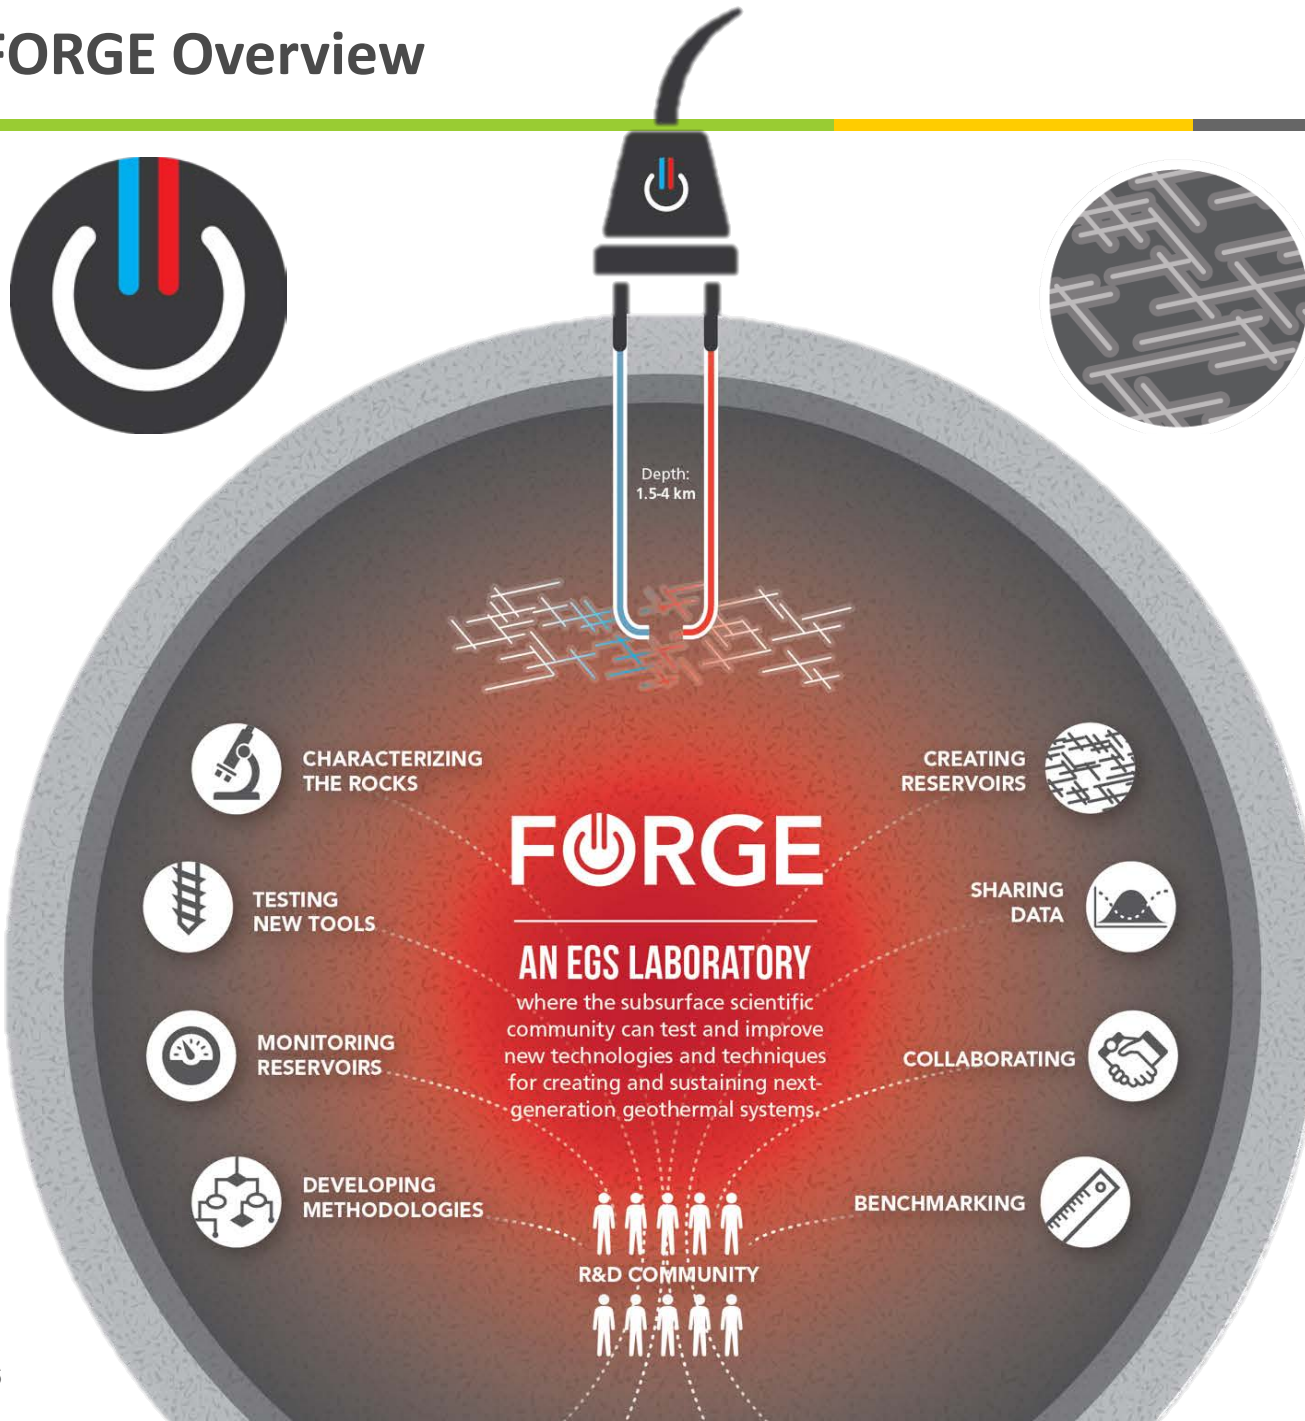 FORGE Overview
Depth:
1.5-4 km
CHARACTERIZING
THE ROCKS
CREATING
RESERVOIRS
FORGE
TESTING
NEW TOOLS
SHARING
DATA
AN EGS LABORATORY
where the subsurface scientific
community can test and improve
new technologies and techniques
for creating and sustaining next-
generation geothermal systems.
MONITORING
RESERVOIRS
COLLABORATING
DEVELOPING
METHODOLOGIES
BENCHMARKING
R&D COMMUNITY